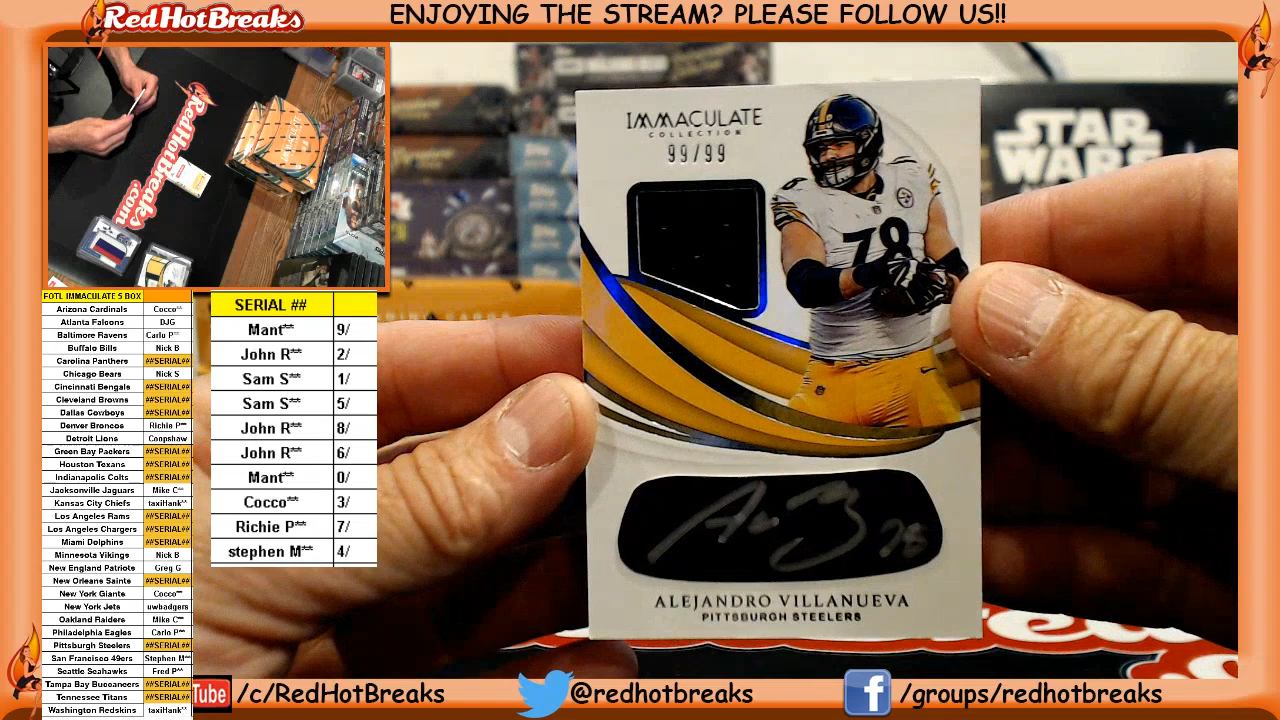 RedHotBreaks
ENJOYING THE STREAM? PLEASE FOLLOW US!!
RedHotBreaks
.com
IMMACULATE
COLLECTION
99/99
78
STAR
WARS
78
ALEJANDRO VILLANUEVA
PITTSBURGH STEELERS
FOTL IMMACULATE 5 BOX
Arizona Cardinals Cocco**
Atlanta Falcons DJG
Baltimore Ravens Carlo P**
Buffalo Bills Nick B
Carolina Panthers ##SERIAL##
Chicago Bears Nick S
Cincinnati Bengals ##SERIAL##
Cleveland Browns ##SERIAL##
Dallas Cowboys ##SERIAL##
Denver Broncos Richie P**
Detroit Lions Coopshaw
Green Bay Packers ##SERIAL##
Houston Texans ##SERIAL##
Indianapolis Colts ##SERIAL##
Jacksonville Jaguars Mike C**
Kansas City Chiefs taxiHank**
Los Angeles Rams ##SERIAL##
Los Angeles Chargers ##SERIAL##
Miami Dolphins ##SERIAL##
Minnesota Vikings Nick B
New England Patriots Greg G
New Orleans Saints ##SERIAL##
New York Giants Cocco**
New York Jets uwbadgers
Oakland Raiders Mike C**
Philadelphia Eagles Carlo P**
Pittsburgh Steelers ##SERIAL##
San Francisco 49ers Stephen M**
Seattle Seahawks Fred P**
Tampa Bay Buccaneers ##SERIAL##
Tennessee Titans ##SERIAL##
Washington Redskins taxiHank**
SERIAL ##
Mant** 9/
John R** 2/
Sam S** 1/
Sam S** 5/
John R** 8/
John R** 6/
Mant** 0/
Cocco** 3/
Richie P** 7/
stephen M** 4/
Tube /c/RedHotBreaks
@redhotbreaks
f /groups/redhotbreaks